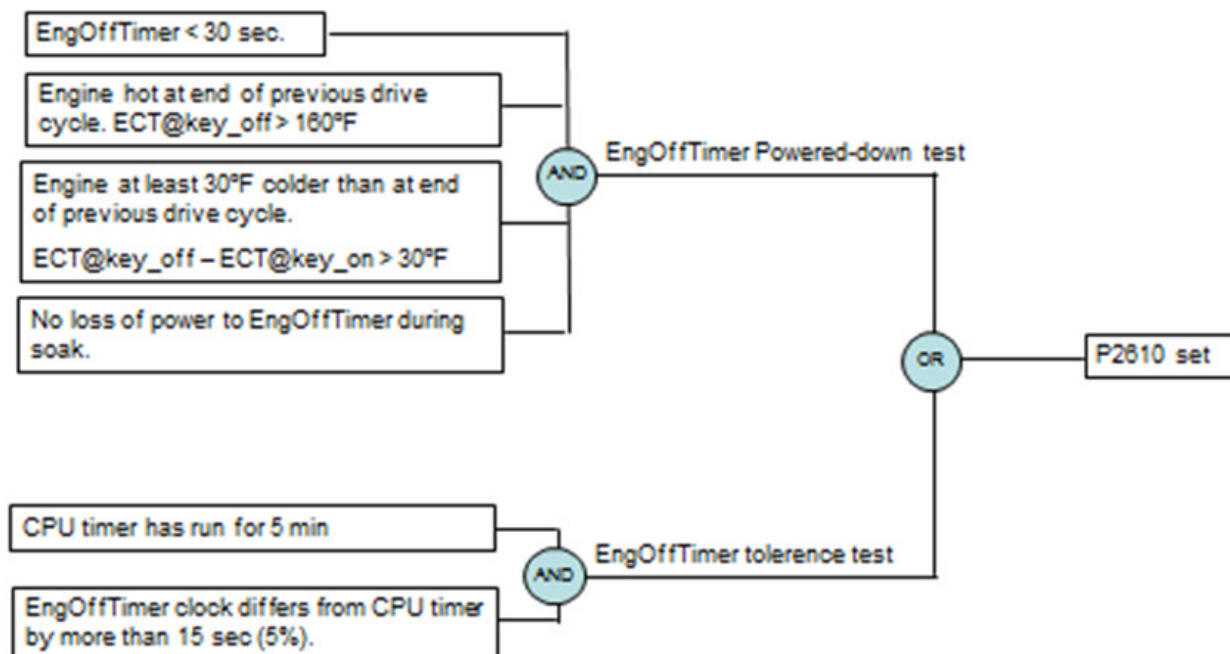 EngOffTimer < 30 sec.
Engine hot at end of previous drive
cycle. ECT@key_off > 160ºF
Engine at least 30ºF colder than at end
of previous drive cycle.
ECT@key_off – ECT@key_on > 30ºF
No loss of power to EngOffTimer during
soak.
AND
EngOffTimer Powered-down test
OR
P2610 set
CPU timer has run for 5 min
EngOffTimer clock differs from CPU timer
by more than 15 sec (5%).
AND
EngOffTimer tolerence test